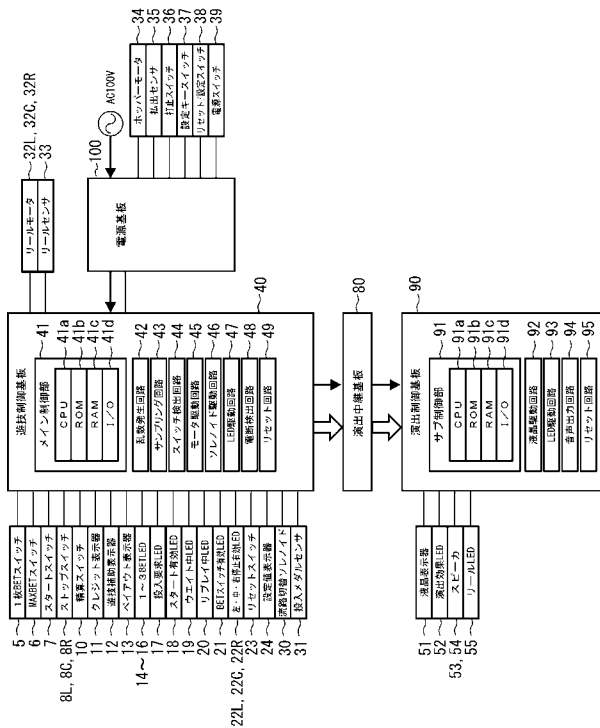 32L, 32C, 32R
リールモータ
33
リールセンサ
AC100V
100
電源基板
34
ホッパーモータ
35
払出センサ
36
打止スイッチ
37
設定キースイッチ
38
リセット/設定スイッチ
39
電源スイッチ
遊技制御基板
40
メイン制御部
41
CPU
41a
ROM
41b
RAM
41c
I/O
41d
乱数発生回路
42
サンプリング回路
43
スイッチ検出回路
44
モータ駆動回路
45
ソレノイド駆動回路
46
LED駆動回路
47
電断検出回路
48
リセット回路
49
5
1枚BETスイッチ
6
MAXBETスイッチ
7
スタートスイッチ
8L, 8C, 8R
ストップスイッチ
10
精算スイッチ
11
クレジット表示器
12
遊技補助表示器
13
ペイアウト表示器
14～16
1～3BETLED
17
投入要求LED
18
スタート有効LED
19
ウエイト中LED
20
リプレイ中LED
21
BETスイッチ有効LED
22L, 22C, 22R
左・中・右停止有効LED
23
リセットスイッチ
24
設定値表示器
30
流路切替ソレノイド
31
投入メダルセンサ
80
演出中継基板
90
演出制御基板
サブ制御部
91
CPU
91a
ROM
91b
RAM
91c
I/O
91d
液晶駆動回路
92
LED駆動回路
93
音声出力回路
94
リセット回路
95
51
液晶表示器
52
演出効果LED
53, 54
スピーカ
55
リールLED